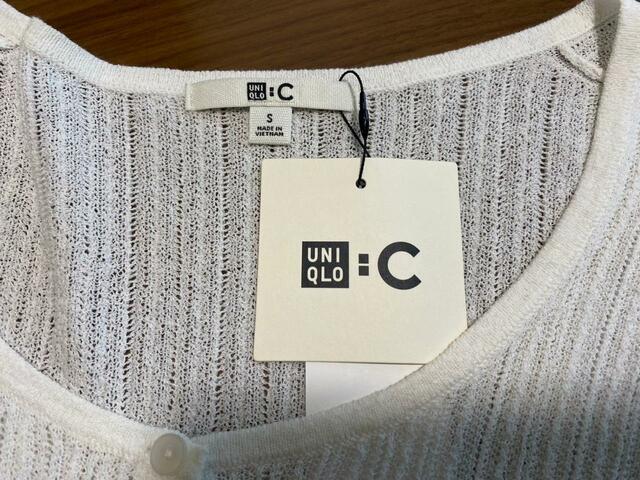 UNI
QLO :C
S
MADE IN
VIETNAM
UNI
QLO :C